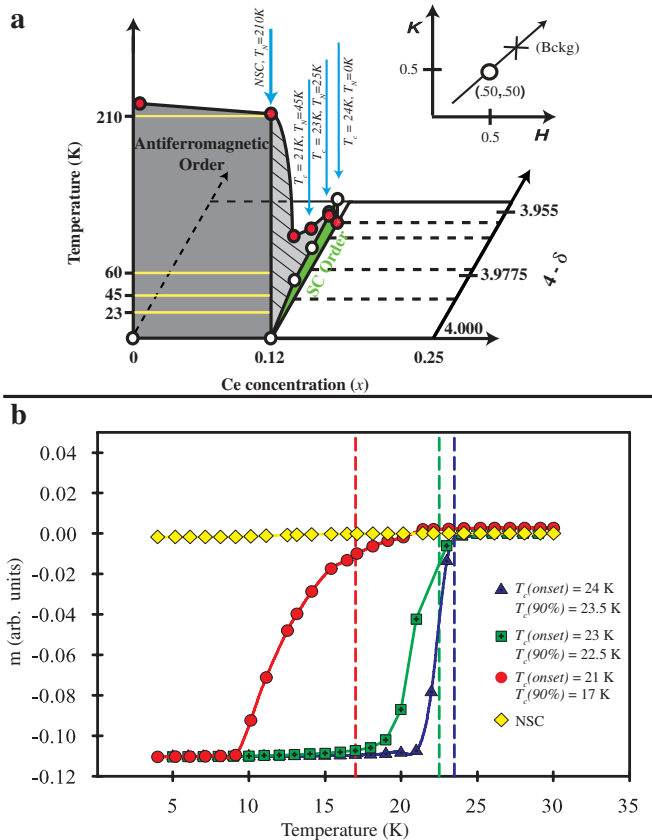 a
Temperature (K)
210
60
45
23
Antiferromagnetic
Order
NSC, T_N=210K
T_c = 21K, T_N=45K
T_c = 23K, T_N=25K
T_c = 24K, T_N=0K
SC Order
0
0.12
0.25
Ce concentration (x)
3.955
3.9775
4.000
4 - δ
K
(Bckg)
0.5
(.50,.50)
0.5
H
b
m (arb. units)
0.04
0.02
0.00
-0.02
-0.04
-0.06
-0.08
-0.10
-0.12
T_c(onset) = 24 K
T_c(90%) = 23.5 K
T_c(onset) = 23 K
T_c(90%) = 22.5 K
T_c(onset) = 21 K
T_c(90%) = 17 K
NSC
5 10 15 20 25 30 35
Temperature (K)